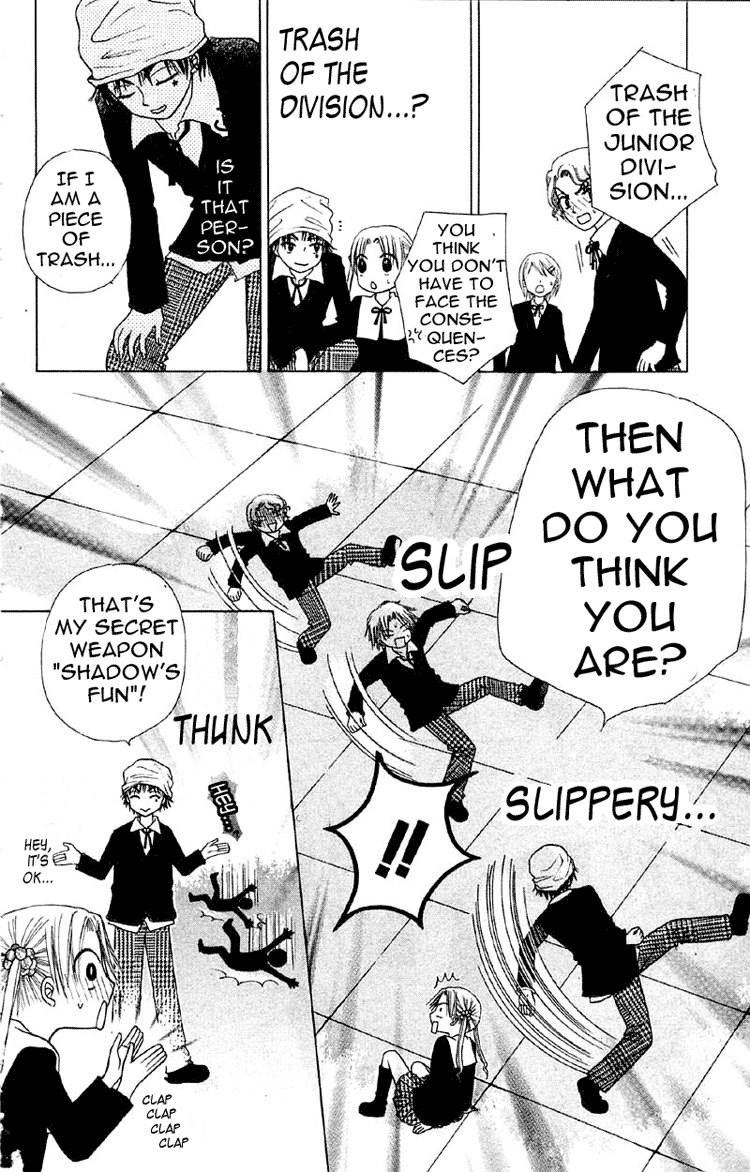 TRASH
OF THE
JUNIOR
DIVI-
SION...
YOU
THINK
YOU DON'T
HAVE TO
FACE THE
CONSE-
QUEN-
CES?
TRASH
OF THE
DIVISION...?
IS
IT
THAT
PER-
SON?
IF I
AM A
PIECE
OF
TRASH...
THEN
WHAT
DO YOU
THINK
YOU
ARE?
SLIP
SLIPPERY...
!!
THAT'S
MY SECRET
WEAPON
"SHADOW'S
FUN"!
THUNK
HEY...
HEY,
IT'S
OK...
CLAP
CLAP
CLAP
CLAP